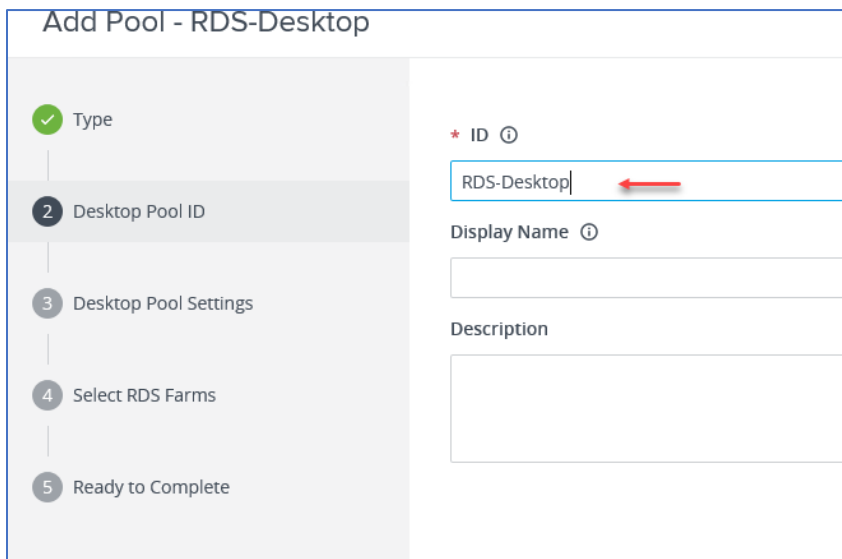 Add Pool - RDS-Desktop
Type
2 Desktop Pool ID
3 Desktop Pool Settings
4 Select RDS Farms
5 Ready to Complete
* ID
RDS-Desktop
Display Name
Description